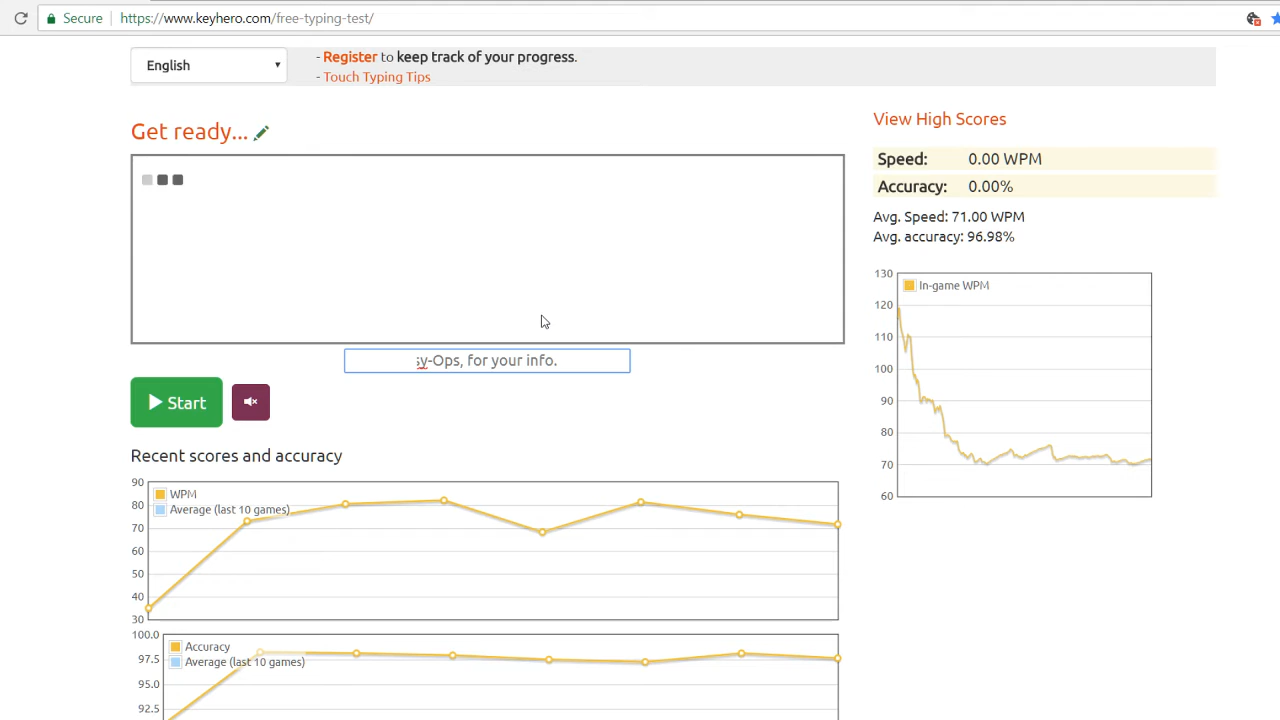 Secure https://www.keyhero.com/free-typing-test/
English
- Register to keep track of your progress.
- Touch Typing Tips
Get ready...
sy-Ops, for your info.
Start
View High Scores
Speed: 0.00 WPM
Accuracy: 0.00%
Avg. Speed: 71.00 WPM
Avg. accuracy: 96.98%
130
120
110
100
90
80
70
60
In-game WPM
Recent scores and accuracy
90
80
70
60
50
40
30
WPM
Average (last 10 games)
100.0
97.5
95.0
92.5
Accuracy
Average (last 10 games)